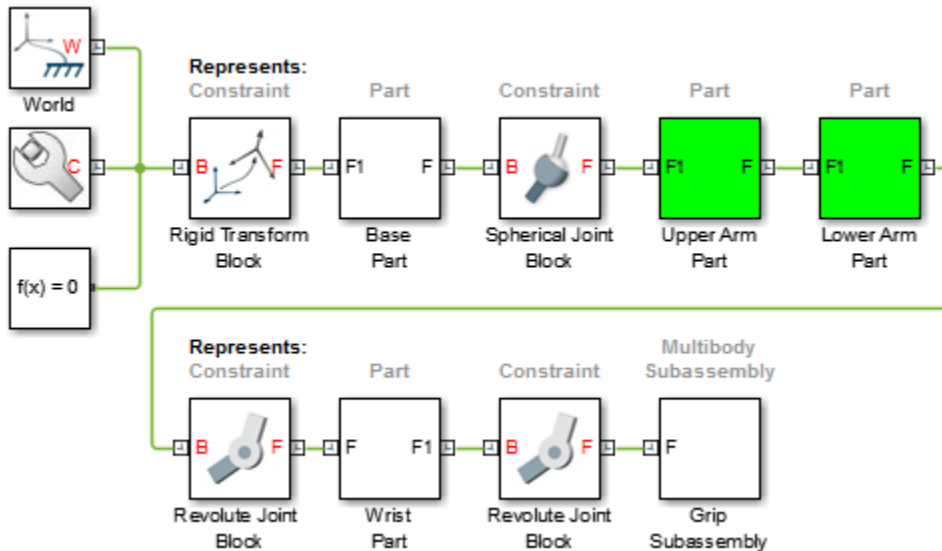 W
World
C
f(x) = 0
Represents:
Constraint Part Constraint Part Part
B F F1 F B F F1 F F1 F
Rigid Transform Base Spherical Joint Upper Arm Lower Arm
Block Part Block Part Part
Multibody
Represents:
Constraint Part Constraint Subassembly
B F F F1 B F F
Revolute Joint Wrist Revolute Joint Grip
Block Part Block Subassembly